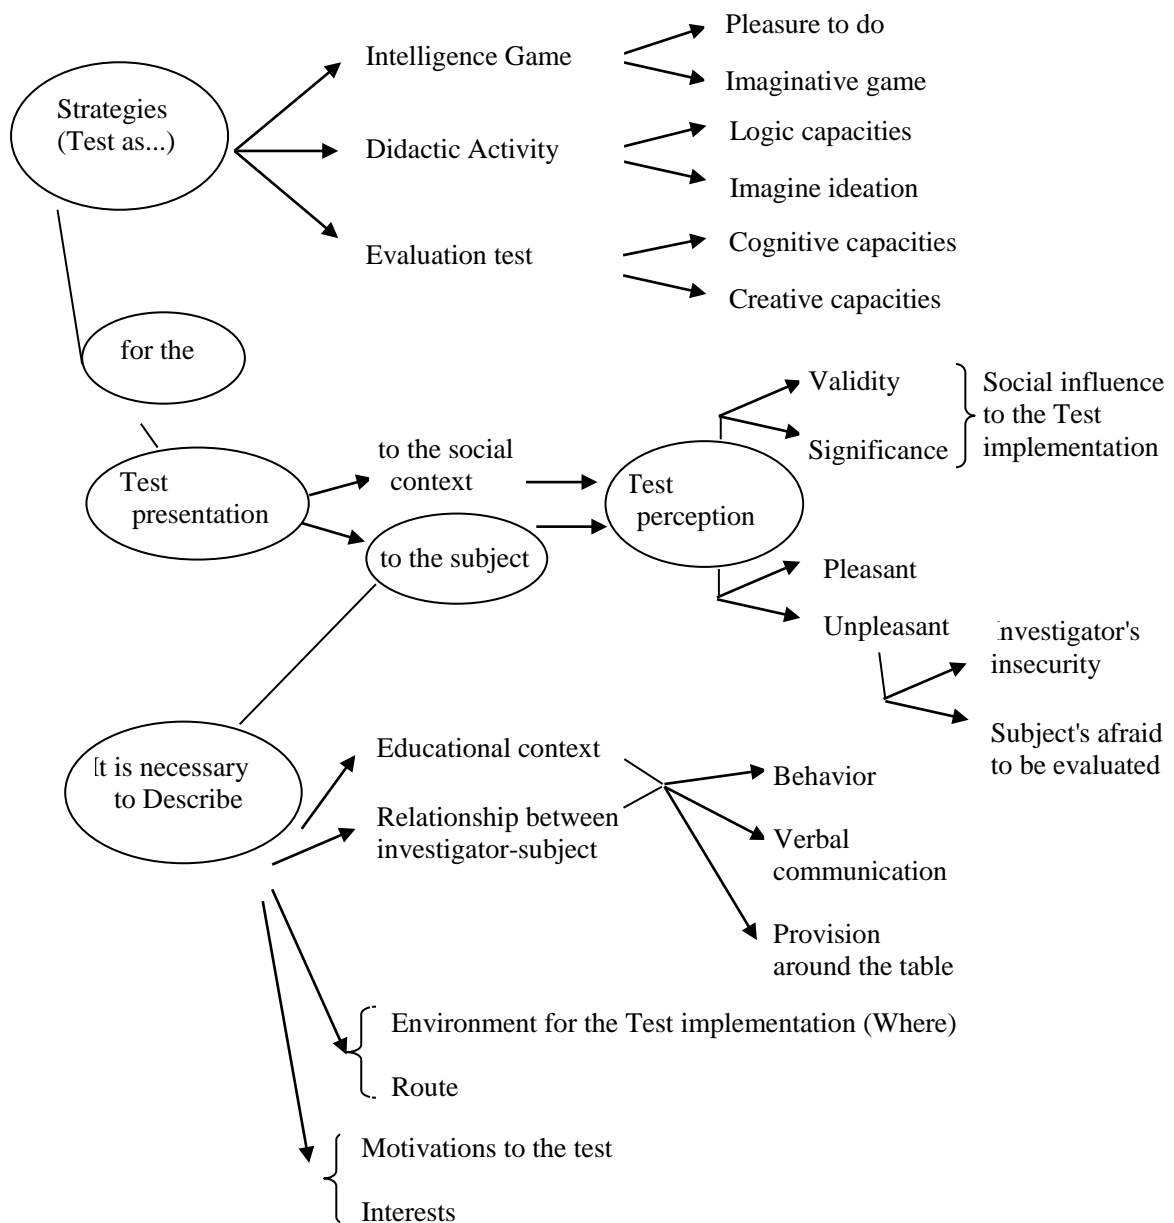 Strategies
(Test as...)
Intelligence Game
Pleasure to do
Imaginative game
Didactic Activity
Logic capacities
Imagine ideation
Evaluation test
Cognitive capacities
Creative capacities
for the
Test
presentation
to the social
context
to the subject
Test
perception
Validity
Significance
Social influence
to the Test
implementation
Pleasant
Unpleasant
Investigator's
insecurity
Subject's afraid
to be evaluated
It is necessary
to Describe
Educational context
Relationship between
investigator-subject
Behavior
Verbal
communication
Provision
around the table
Environment for the Test implementation (Where)
Route
Motivations to the test
Interests